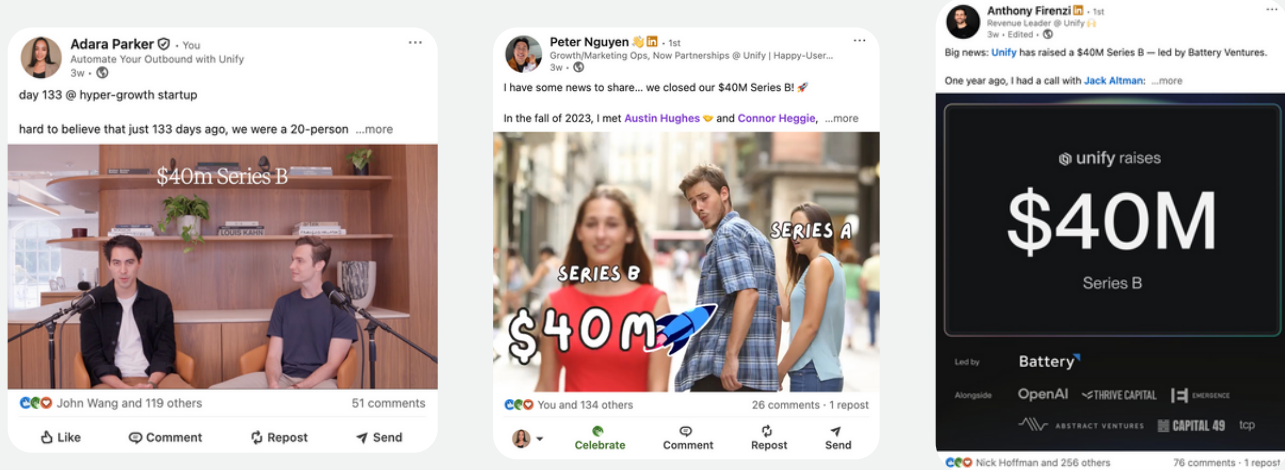 Adara Parker • You
Automate Your Outbound with Unify
3w •
day 133 @ hyper-growth startup
hard to believe that just 133 days ago, we were a 20-person ...more
$40m Series B
LOUIS KAHN
John Wang and 119 others
51 comments
Like
Comment
Repost
Send
Peter Nguyen 👋 in • 1st
Growth/Marketing Ops, Now Partnerships @ Unify | Happy-User...
3w •
I have some news to share... we closed our $40M Series B! 🚀
In the fall of 2023, I met Austin Hughes 🤝 and Connor Heggie, ...more
SERIES A
SERIES B
$40M
You and 134 others
26 comments · 1 repost
Celebrate
Comment
Repost
Send
Anthony Firenzi in • 1st
Revenue Leader @ Unify 🙌
3w • Edited •
Big news: Unify has raised a $40M Series B — led by Battery Ventures.
One year ago, I had a call with Jack Altman: ...more
unify raises
$40M
Series B
Led by
Battery
Alongside
OpenAI
THRIVE CAPITAL
EMERGENCE
ABSTRACT VENTURES
CAPITAL 49
tcp
Nick Hoffman and 256 others
76 comments · 1 repost